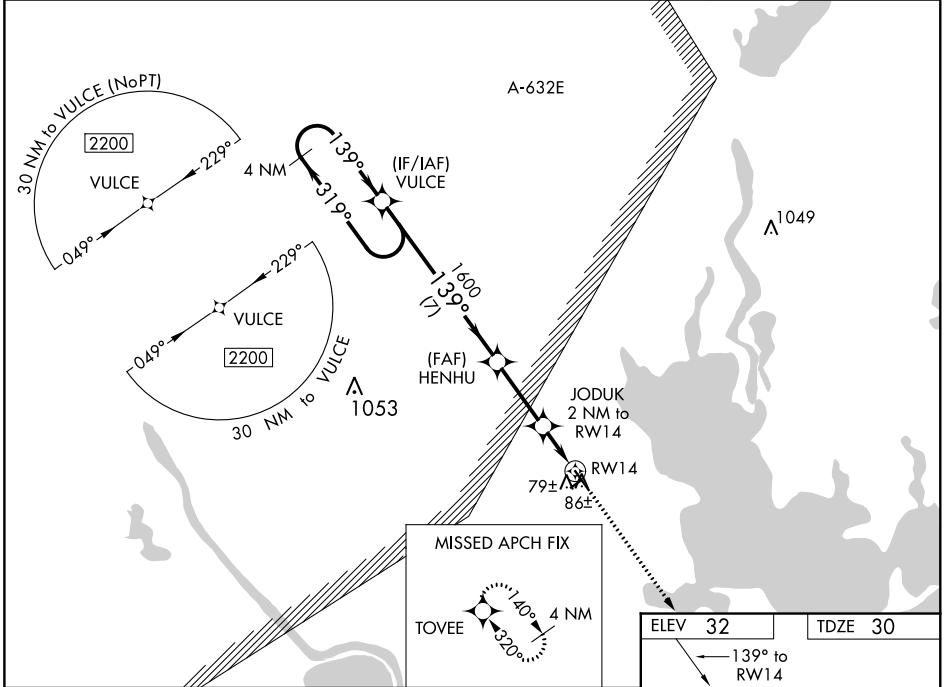 30 NM to VULCE (NoPT)
2200
VULCE
229°
049°
A-632E
139°
4 NM
319°
(IF/IAF)
VULCE
1049
229°
VULCE
049°
2200
30 NM to VULCE
1053
1600
139°
(7)
(FAF)
HENHU
JODUK
2 NM to
RW14
RW14
79±
86±
MISSED APCH FIX
TOVEE
140°
4 NM
320°
ELEV 32
TDZE 30
139° to
RW14